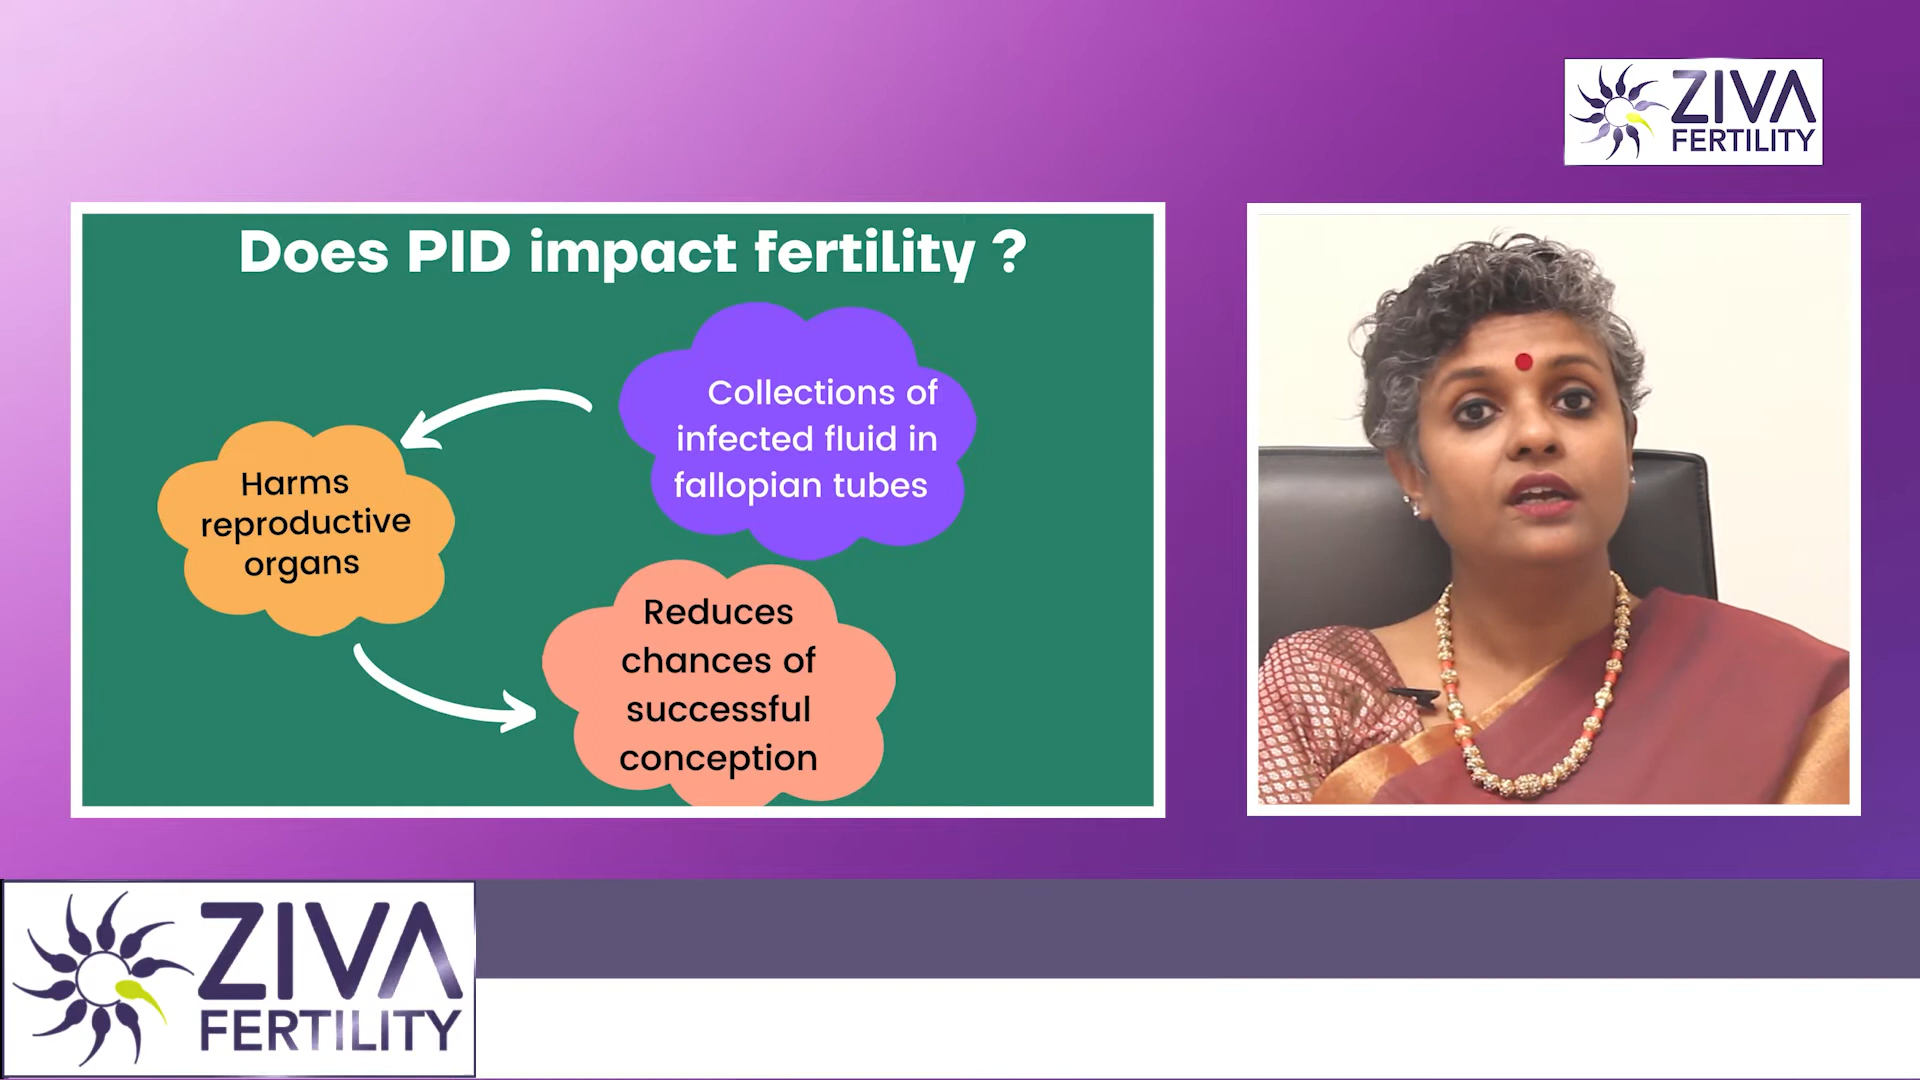 ZIVA
FERTILITY
Does PID impact fertility ?
Collections of
infected fluid in
fallopian tubes
Harms
reproductive
organs
Reduces
chances of
successful
conception
ZIVA
FERTILITY